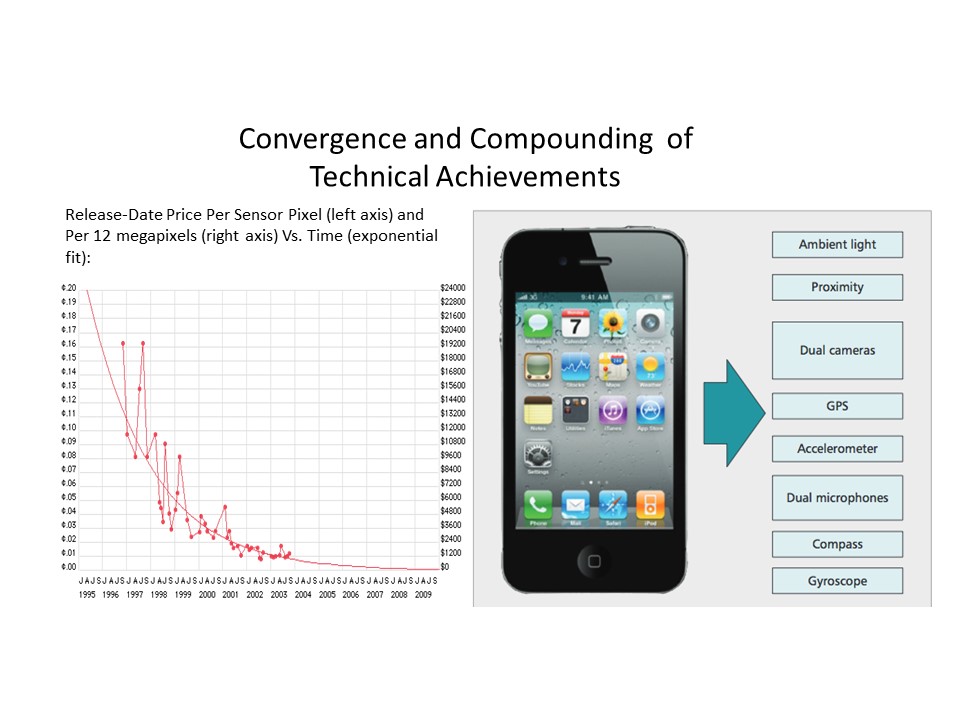 Convergence and Compounding of
Technical Achievements
Release-Date Price Per Sensor Pixel (left axis) and
Per 12 megapixels (right axis) Vs. Time (exponential
fit):
¢.20
¢.19
¢.18
¢.17
¢.16
¢.15
¢.14
¢.13
¢.12
¢.11
¢.10
¢.09
¢.08
¢.07
¢.06
¢.05
¢.04
¢.03
¢.02
¢.01
¢.00
$24000
$22800
$21600
$20400
$19200
$18000
$16800
$15600
$14400
$13200
$12000
$10800
$9600
$8400
$7200
$6000
$4800
$3600
$2400
$1200
$0
J A J S J A J S J A J S J A J S J A J S J A J S J A J S J A J S J A J S J A J S J A J S J A J S J A J S J A J S J A J S
1995 1996 1997 1998 1999 2000 2001 2002 2003 2004 2005 2006 2007 2008 2009
3G 9:41 AM
Messages Calendar Photos Camera
7
YouTube Stocks Maps Weather
Notes Utilities iTunes App Store
Settings
Phone Mail Safari iPod
Ambient light
Proximity
Dual cameras
GPS
Accelerometer
Dual microphones
Compass
Gyroscope